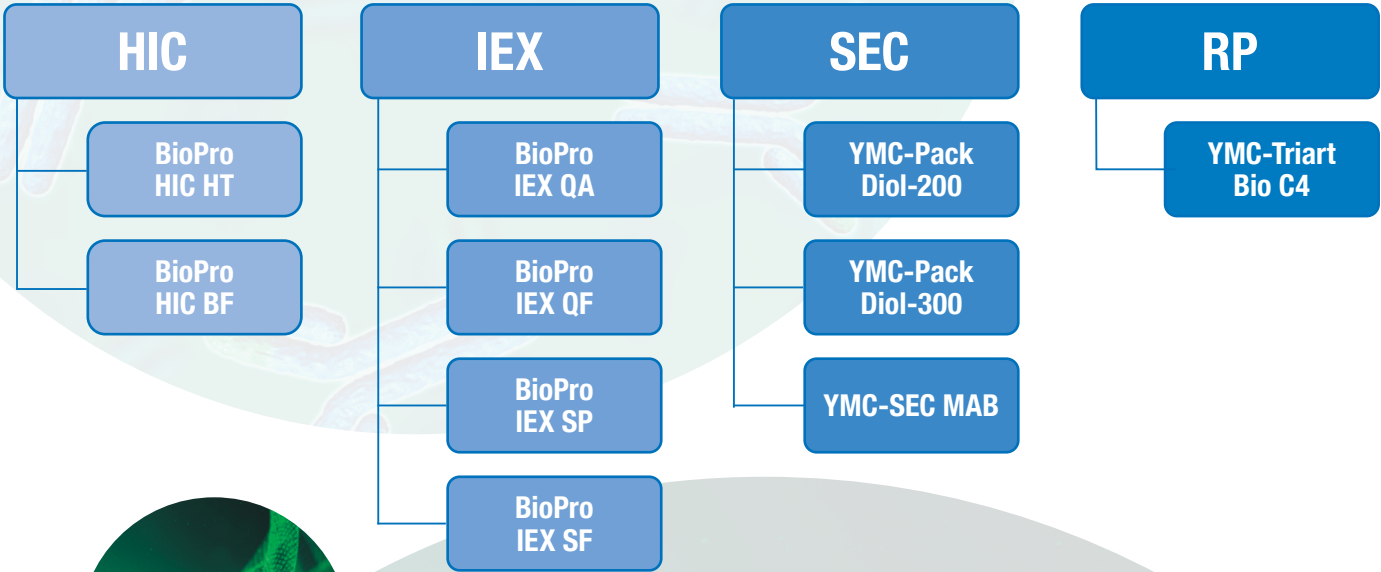 HIC
BioPro
HIC HT
BioPro
HIC BF
IEX
BioPro
IEX QA
BioPro
IEX QF
BioPro
IEX SP
BioPro
IEX SF
SEC
YMC-Pack
Diol-200
YMC-Pack
Diol-300
YMC-SEC MAB
RP
YMC-Triart
Bio C4